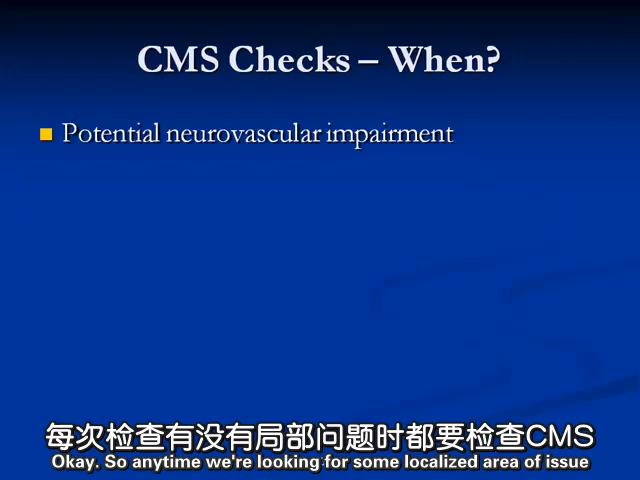 CMS Checks – When?
Potential neurovascular impairment
每次检查有没有局部问题时都要检查CMS
Okay. So anytime we're looking for some localized area of issue